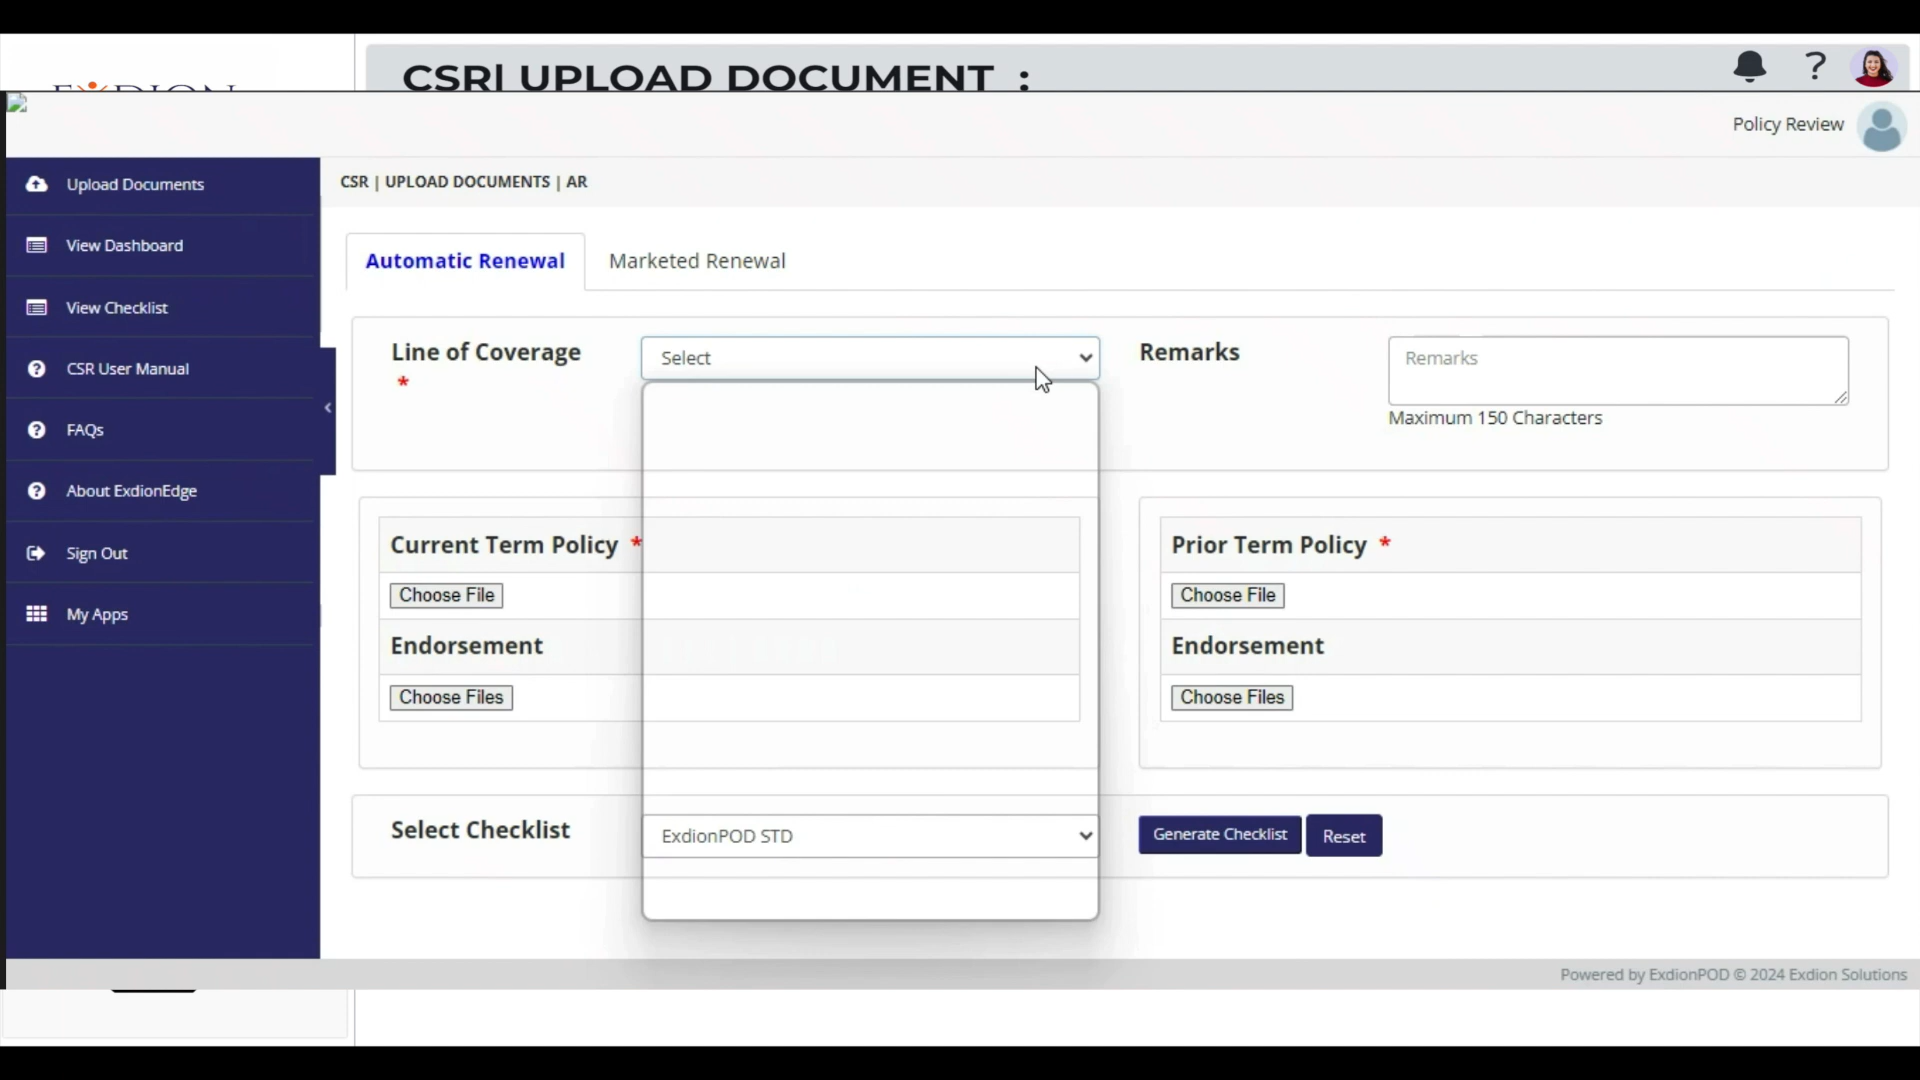 CSR| UPLOAD DOCUMENT :
?
Policy Review
Upload Documents
View Dashboard
View Checklist
CSR User Manual
FAQs
About ExdionEdge
Sign Out
My Apps
CSR | UPLOAD DOCUMENTS | AR
Automatic Renewal
Marketed Renewal
Line of Coverage
*
Select
Remarks
Remarks
Maximum 150 Characters
Current Term Policy *
Choose File
Endorsement
Choose Files
Prior Term Policy *
Choose File
Endorsement
Choose Files
Select Checklist
ExdionPOD STD
Generate Checklist
Reset
Powered by ExdionPOD © 2024 Exdion Solutions